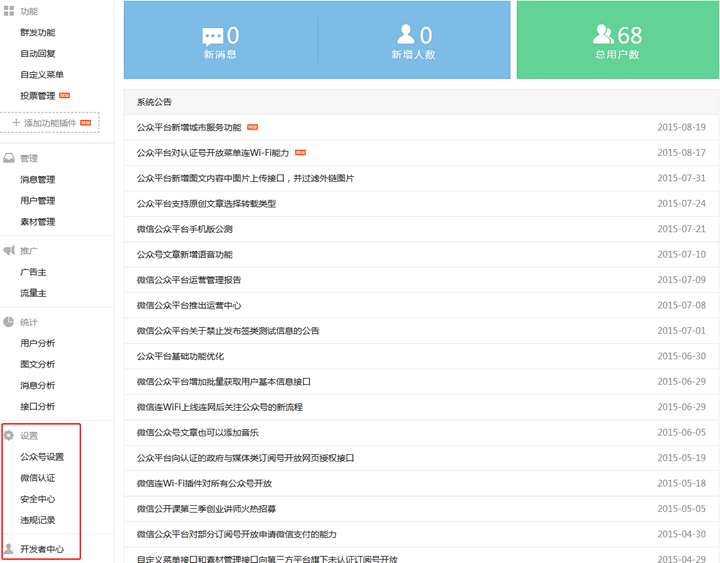 功能
群发功能
自动回复
自定义菜单
投票管理
添加功能插件
管理
消息管理
用户管理
素材管理
推广
广告主
流量主
统计
用户分析
图文分析
消息分析
接口分析
设置
公众号设置
微信认证
安全中心
违规记录
开发者中心
0
新消息
0
新增人数
68
总用户数
系统公告
公众平台新增城市服务功能 2015-08-19
公众平台对认证号开放菜单连Wi-Fi能力 2015-08-17
公众平台新增图文内容中图片上传接口，并过滤外链图片 2015-07-31
公众平台支持原创文章选择转载类型 2015-07-24
微信公众平台手机版公测 2015-07-21
公众号文章新增语音功能 2015-07-10
微信公众平台运营管理报告 2015-07-09
微信公众平台推出运营中心 2015-07-08
微信公众平台关于禁止发布签类测试信息的公告 2015-07-01
公众平台基础功能优化 2015-06-30
微信公众平台增加批量获取用户基本信息接口 2015-06-29
微信连WiFi上线连网后关注公众号的新流程 2015-06-29
微信公众号文章也可以添加音乐 2015-06-05
公众平台向认证的政府与媒体类订阅号开放网页授权接口 2015-05-19
微信连Wi-Fi插件对所有公众号开放 2015-05-18
微信公开课第三季创业讲师火热招募 2015-05-05
微信公众平台对部分订阅号开放申请微信支付的能力 2015-04-30
自定义菜单接口和素材管理接口向第三方平台旗下未认证订阅号开放 2015-04-29